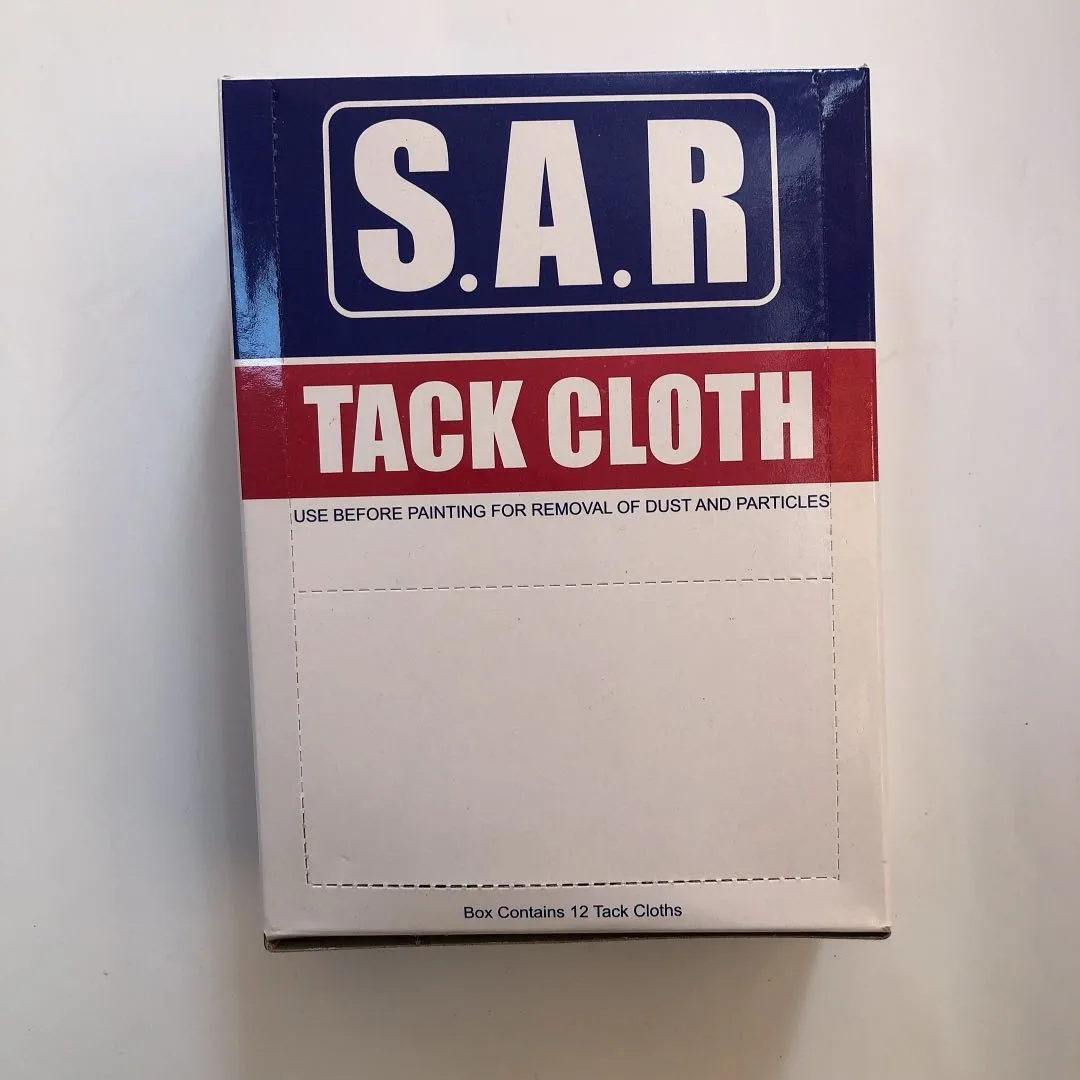 S.A.R
TACK CLOTH
USE BEFORE PAINTING FOR REMOVAL OF DUST AND PARTICLES
Box Contains 12 Tack Cloths